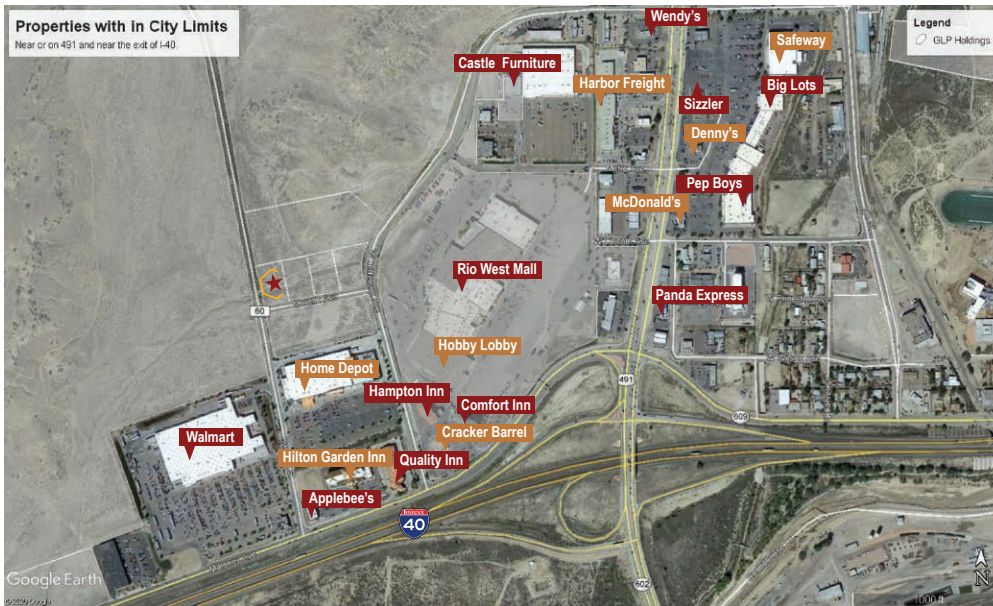 Properties with in City Limits
Near or on 491 and near the exit of I-40.
Legend
GLP Holdings
Wendy's
Safeway
Castle Furniture
Harbor Freight
Big Lots
Sizzler
Denny's
Pep Boys
McDonald's
Rio West Mall
Panda Express
60
Hobby Lobby
Home Depot
491
Hampton Inn
Comfort Inn
609
Cracker Barrel
Walmart
Hilton Garden Inn
Quality Inn
Applebee's
40
602
N
Google Earth
1000 ft